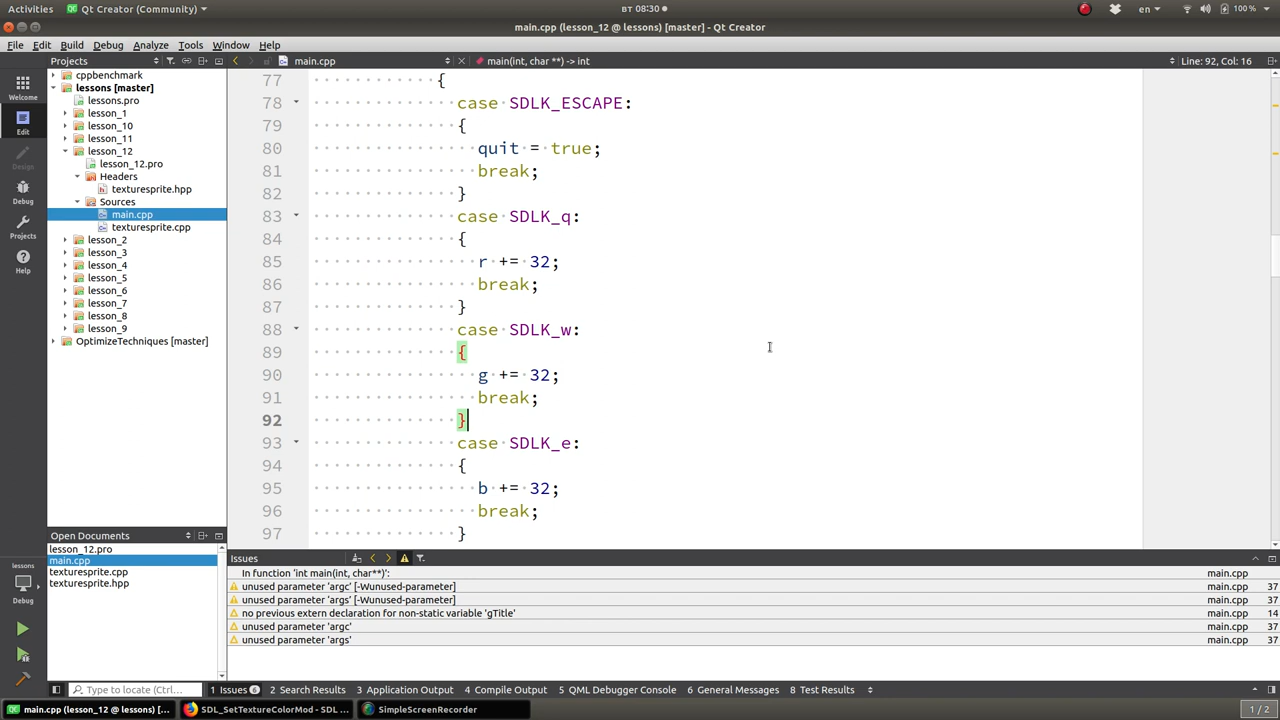 Activities Qt Creator (Community) вт 08:30 en 100 %
main.cpp (lesson_12 @ lessons) [master] - Qt Creator
File Edit Build Debug Analyze Tools Window Help
Projects main.cpp main(int, char **) -> int Line: 92, Col: 16
Welcome
Edit
Design
Debug
Projects
Help
cppbenchmark
lessons [master]
lessons.pro
lesson_1
lesson_10
lesson_11
lesson_12
lesson_12.pro
Headers
texturesprite.hpp
Sources
main.cpp
texturesprite.cpp
lesson_2
lesson_3
lesson_4
lesson_5
lesson_6
lesson_7
lesson_8
lesson_9
OptimizeTechniques [master]
77 {
78 case SDLK_ESCAPE:
79 {
80 quit = true;
81 break;
82 }
83 case SDLK_q:
84 {
85 r += 32;
86 break;
87 }
88 case SDLK_w:
89 {
90 g += 32;
91 break;
92 }
93 case SDLK_e:
94 {
95 b += 32;
96 break;
97 }
Open Documents
lesson_12.pro
main.cpp
texturesprite.cpp
texturesprite.hpp
lessons
Debug
Issues
In function 'int main(int, char**)': main.cpp
unused parameter 'argc' [-Wunused-parameter] main.cpp 37
unused parameter 'args' [-Wunused-parameter] main.cpp 37
no previous extern declaration for non-static variable 'gTitle' main.cpp 14
unused parameter 'argc' main.cpp 37
unused parameter 'args' main.cpp 37
Type to locate (Ctrl+... 1 Issues 6 2 Search Results 3 Application Output 4 Compile Output 5 QML Debugger Console 6 General Messages 8 Test Results
main.cpp (lesson_12 @ lessons) [... SDL_SetTextureColorMod - SDL ... SimpleScreenRecorder 1 / 2